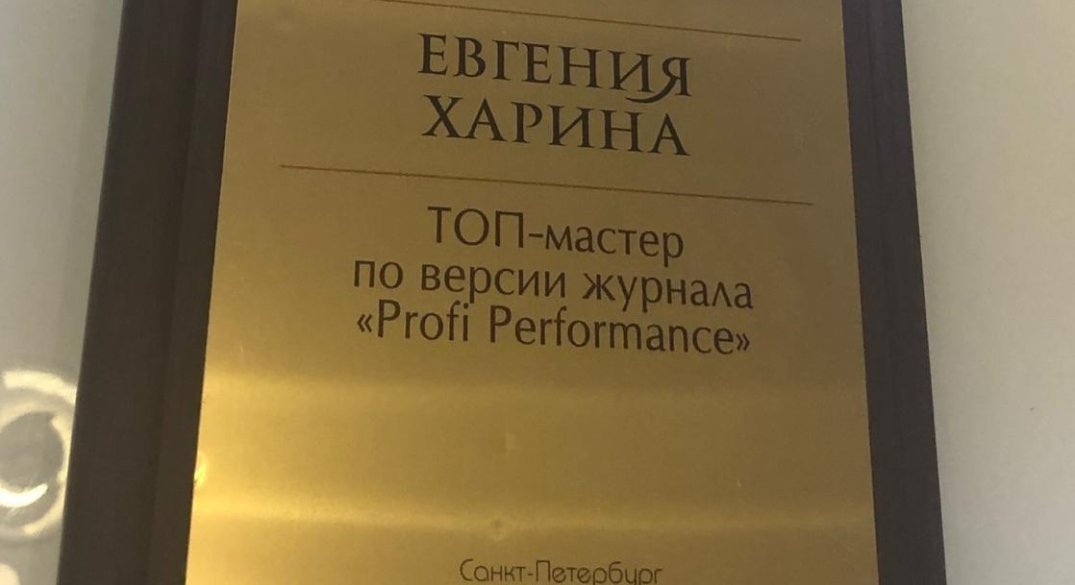 ЕВГЕНИЯ
ХАРИНА
ТОП-мастер
по версии журнала
«Profi Performance»
Санкт-Петербург